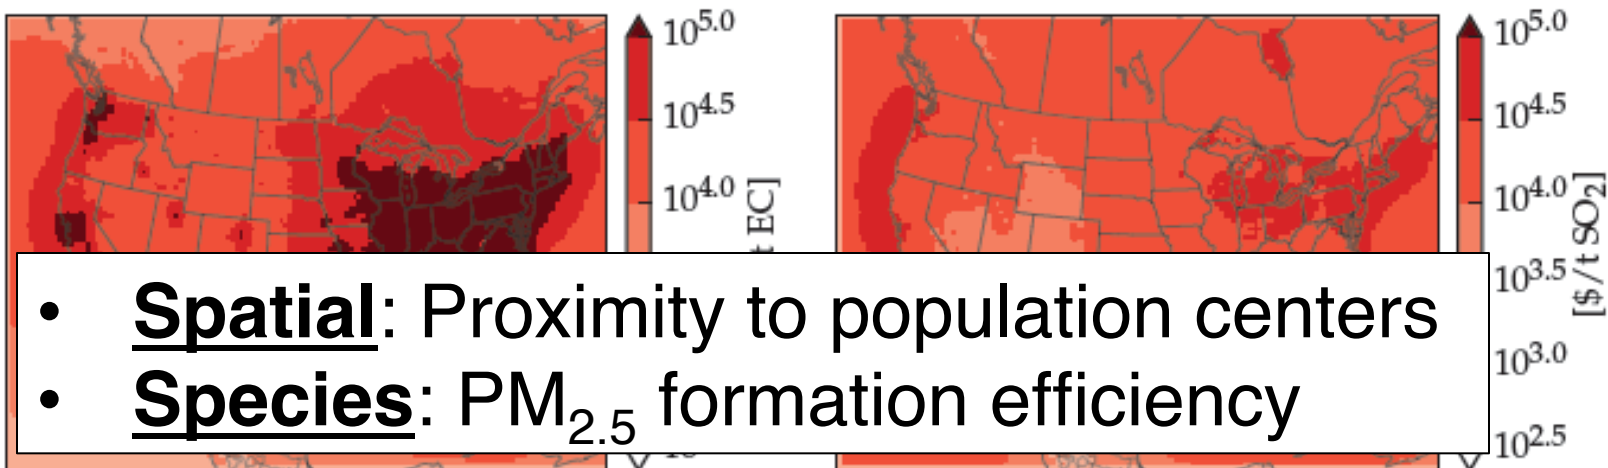 10^5.0
10^4.5
10^4.0
t EC]
10^5.0
10^4.5
10^4.0
10^3.5
10^3.0
10^2.5
[$/t SO₂]
• Spatial: Proximity to population centers
• Species: PM₂.₅ formation efficiency